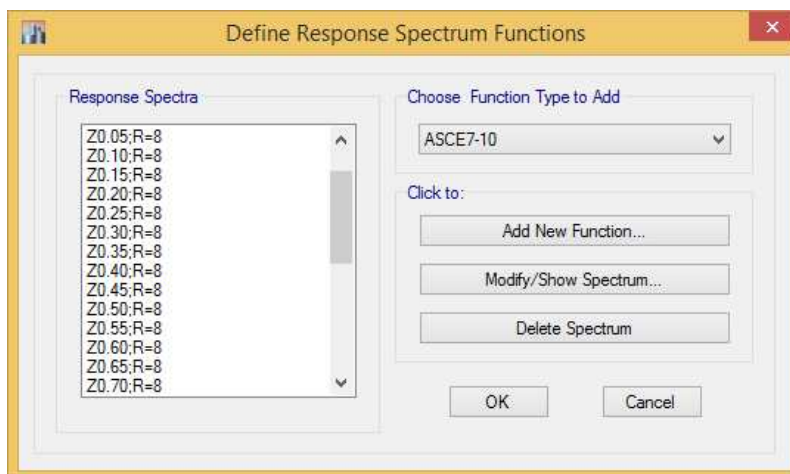 Define Response Spectrum Functions
Response Spectra
Z0.05;R=8
Z0.10;R=8
Z0.15;R=8
Z0.20;R=8
Z0.25;R=8
Z0.30;R=8
Z0.35;R=8
Z0.40;R=8
Z0.45;R=8
Z0.50;R=8
Z0.55;R=8
Z0.60;R=8
Z0.65;R=8
Z0.70;R=8
Choose Function Type to Add
ASCE7-10
Click to:
Add New Function...
Modify/Show Spectrum...
Delete Spectrum
OK
Cancel